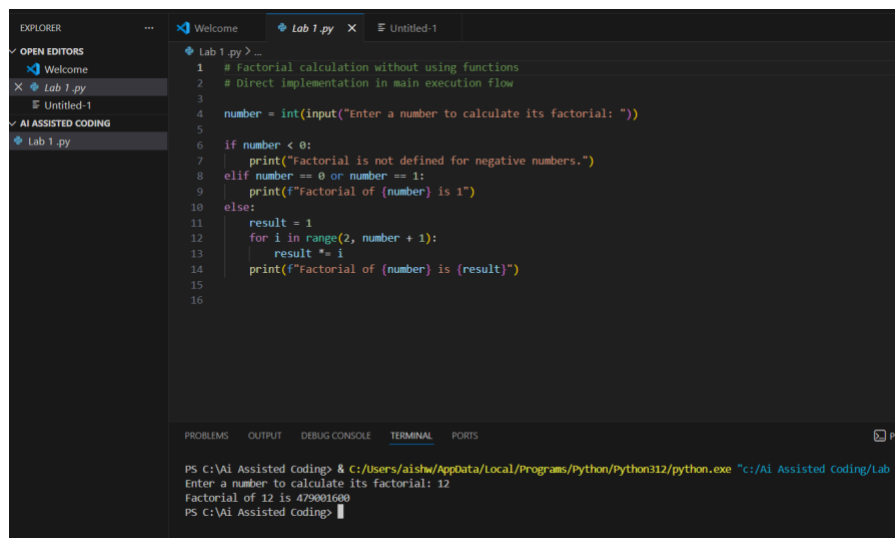 EXPLORER ...
OPEN EDITORS
Welcome
Lab 1 .py
Untitled-1
AI ASSISTED CODING
Lab 1 .py
Welcome Lab 1 .py Untitled-1
Lab 1 .py > ...
1 # Factorial calculation without using functions
2 # Direct implementation in main execution flow
3
4 number = int(input("Enter a number to calculate its factorial: "))
5
6 if number < 0:
7 print("Factorial is not defined for negative numbers.")
8 elif number == 0 or number == 1:
9 print(f"Factorial of {number} is 1")
10 else:
11 result = 1
12 for i in range(2, number + 1):
13 result *= i
14 print(f"Factorial of {number} is {result}")
15
16
PROBLEMS OUTPUT DEBUG CONSOLE TERMINAL PORTS
PS C:\Ai Assisted Coding> & C:/Users/aishw/AppData/Local/Programs/Python/Python312/python.exe "c:/Ai Assisted Coding/Lab
Enter a number to calculate its factorial: 12
Factorial of 12 is 479001600
PS C:\Ai Assisted Coding>